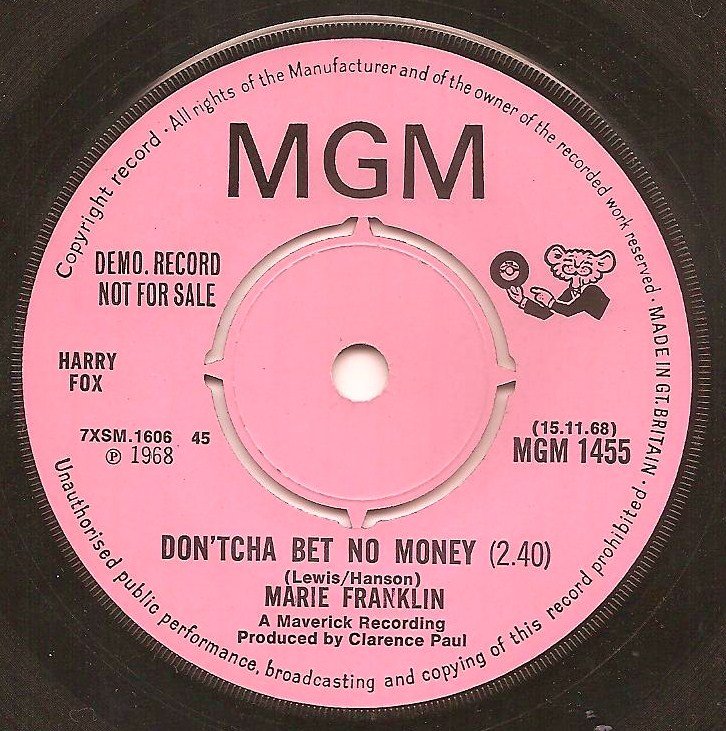 Copyright record · All rights of the Manufacturer and of the owner of the recorded work reserved · MADE IN GT. BRITAIN ·
MGM
DEMO. RECORD
NOT FOR SALE
HARRY
FOX
7XSM.1606 45
℗ 1968
(15.11.68)
MGM 1455
DON'TCHA BET NO MONEY (2.40)
(Lewis/Hanson)
MARIE FRANKLIN
A Maverick Recording
Produced by Clarence Paul
Unauthorised public performance, broadcasting and copying of this record prohibited ·